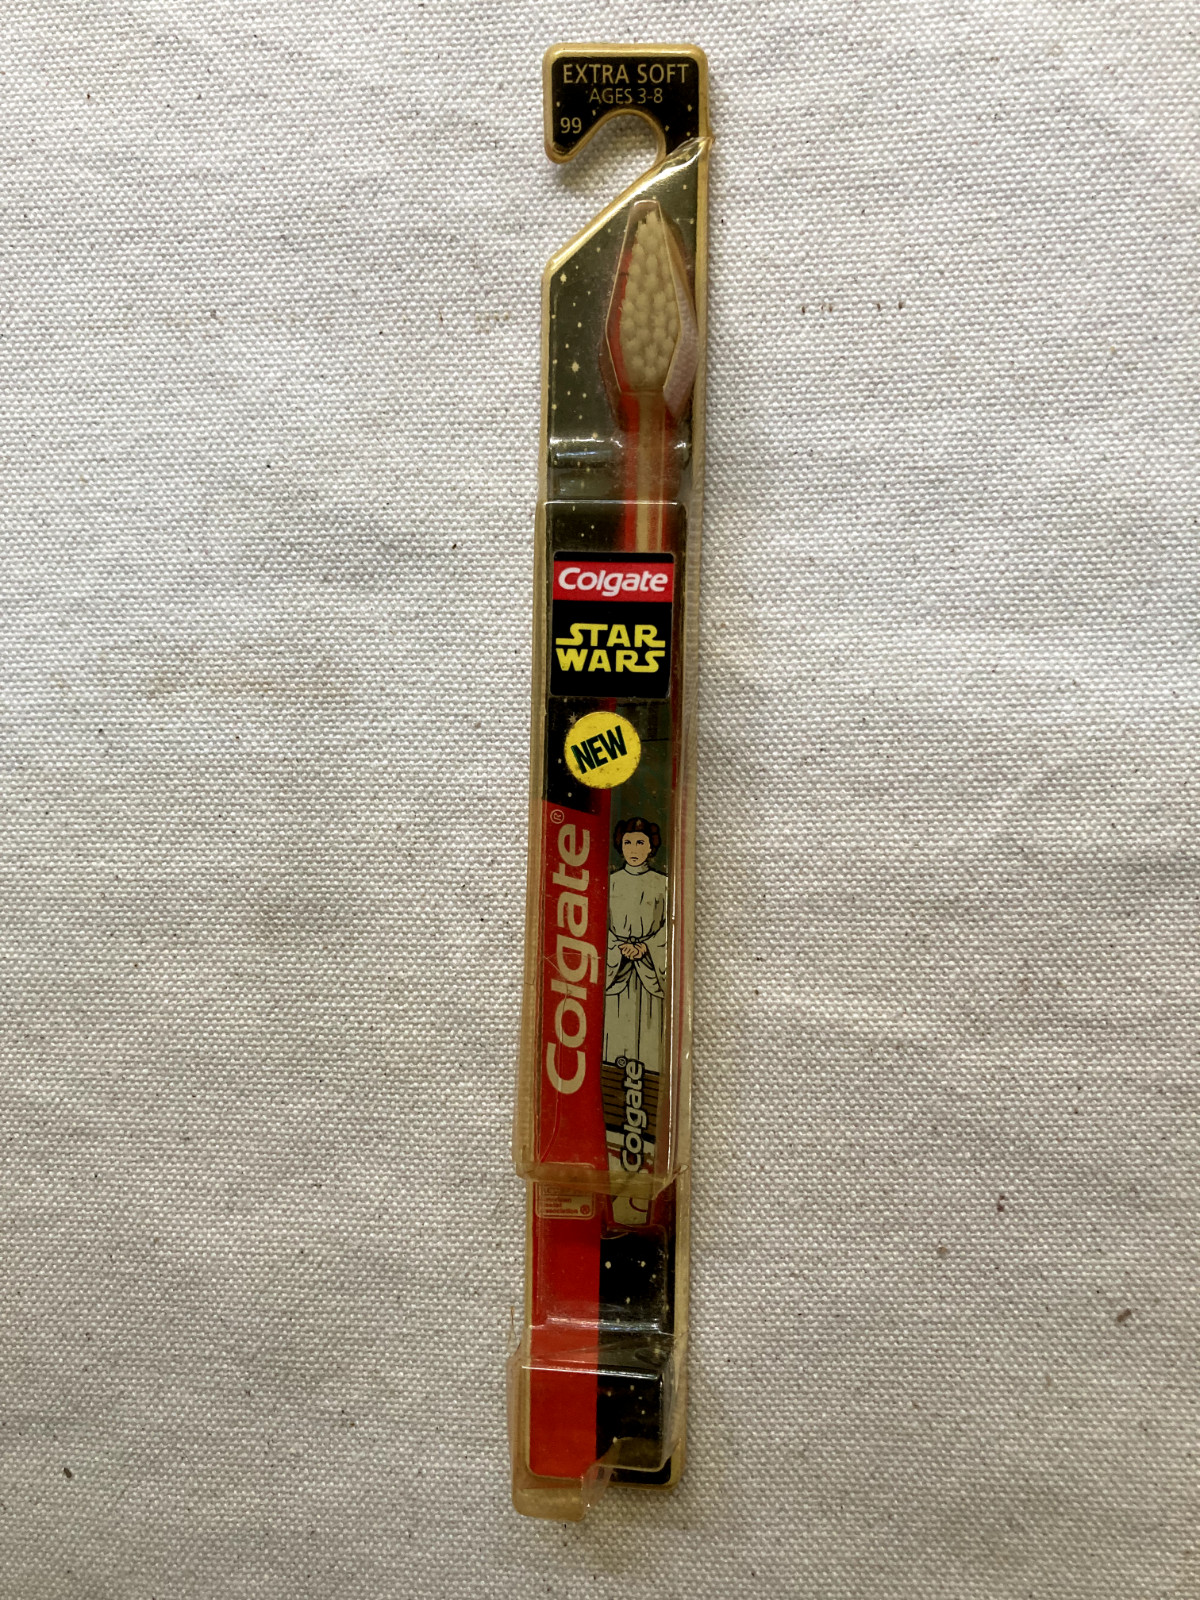 EXTRA SOFT
AGES 3-8
99
Colgate
STAR
WARS
NEW
Colgate®
Colgate®